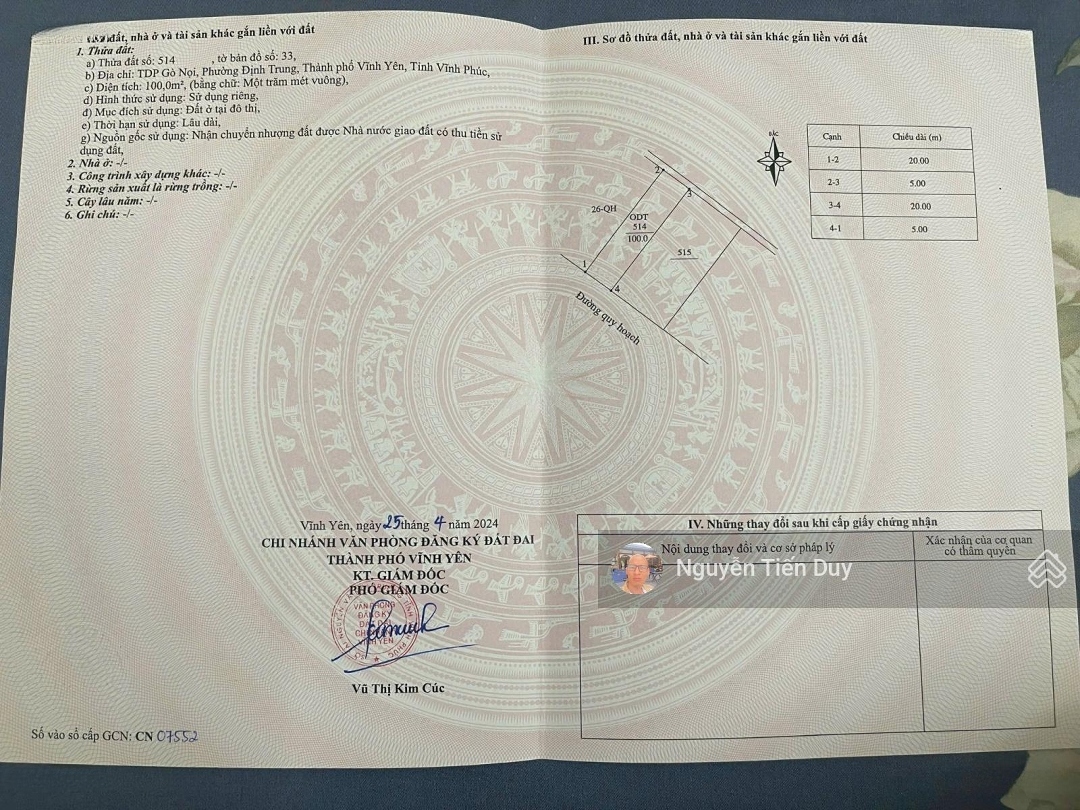 đất, nhà ở và tài sản khác gắn liền với đất
1. Thửa đất:
a) Thửa đất số: 514 , tờ bản đồ số: 33,
b) Địa chỉ: TDP Gò Nọi, Phường Định Trung, Thành phố Vĩnh Yên, Tỉnh Vĩnh Phúc,
c) Diện tích: 100,0m², (bằng chữ: Một trăm mét vuông),
d) Hình thức sử dụng: Sử dụng riêng,
đ) Mục đích sử dụng: Đất ở tại đô thị,
e) Thời hạn sử dụng: Lâu dài,
g) Nguồn gốc sử dụng: Nhận chuyển nhượng đất được Nhà nước giao đất có thu tiền sử
dụng đất,
2. Nhà ở: -/-
3. Công trình xây dựng khác: -/-
4. Rừng sản xuất là rừng trồng: -/-
5. Cây lâu năm: -/-
6. Ghi chú: -/-
Vĩnh Yên, ngày 25 tháng 4 năm 2024
CHI NHÁNH VĂN PHÒNG ĐĂNG KÝ ĐẤT ĐAI
THÀNH PHỐ VĨNH YÊN
KT. GIÁM ĐỐC
PHÓ GIÁM ĐỐC
VĂN PHÒNG
ĐĂNG KÝ
VĨNH YÊN
Vũ Thị Kim Cúc
Số vào sổ cấp GCN: CN 07552
III. Sơ đồ thửa đất, nhà ở và tài sản khác gắn liền với đất
BẮC
Cạnh Chiều dài (m)
1-2 20.00
2-3 5.00
3-4 20.00
4-1 5.00
2
3
26-QH
ODT
514
100.0
515
1
4
Đường quy hoạch
IV. Những thay đổi sau khi cấp giấy chứng nhận
Nội dung thay đổi và cơ sở pháp lý
Xác nhận của cơ quan
có thẩm quyền
Nguyễn Tiến Duy